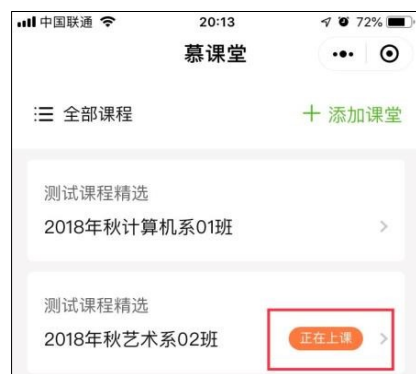 中国联通 20:13 72%
慕课堂
全部课程 + 添加课堂
测试课程精选
2018年秋计算机系01班
测试课程精选
2018年秋艺术系02班 正在上课